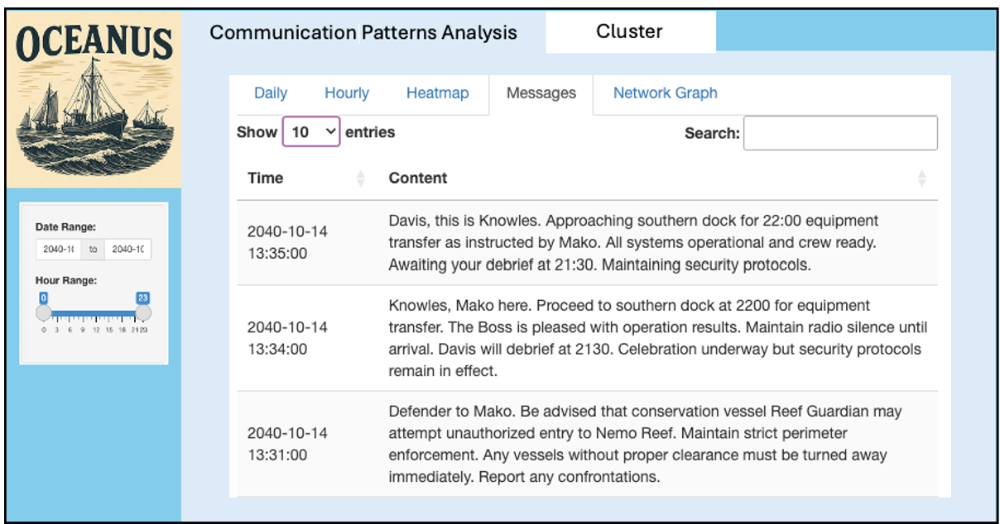 OCEANUS
Communication Patterns Analysis
Cluster
Daily
Hourly
Heatmap
Messages
Network Graph
Show 10 entries
Search:
Time
Content
2040-10-14
13:35:00
Davis, this is Knowles. Approaching southern dock for 22:00 equipment
transfer as instructed by Mako. All systems operational and crew ready.
Awaiting your debrief at 21:30. Maintaining security protocols.
2040-10-14
13:34:00
Knowles, Mako here. Proceed to southern dock at 2200 for equipment
transfer. The Boss is pleased with operation results. Maintain radio silence until
arrival. Davis will debrief at 2130. Celebration underway but security protocols
remain in effect.
2040-10-14
13:31:00
Defender to Mako. Be advised that conservation vessel Reef Guardian may
attempt unauthorized entry to Nemo Reef. Maintain strict perimeter
enforcement. Any vessels without proper clearance must be turned away
immediately. Report any confrontations.
Date Range:
to
Hour Range:
0 23
0 3 6 9 12 15 18 21 23